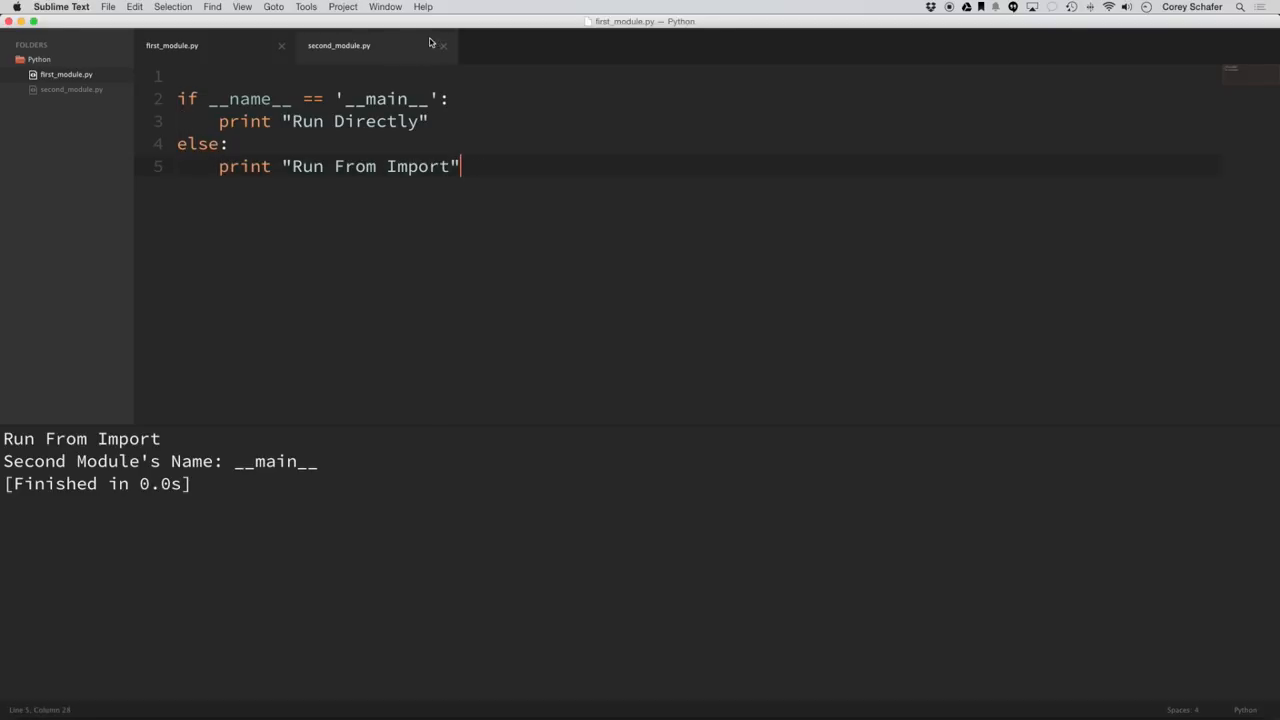 Sublime Text File Edit Selection Find View Goto Tools Project Window Help Corey Schafer
first_module.py — Python
FOLDERS
Python
first_module.py
second_module.py
first_module.py second_module.py
1
2 if __name__ == '__main__':
3 print "Run Directly"
4 else:
5 print "Run From Import"
Run From Import
Second Module's Name: __main__
[Finished in 0.0s]
Line 5, Column 28 Spaces: 4 Python